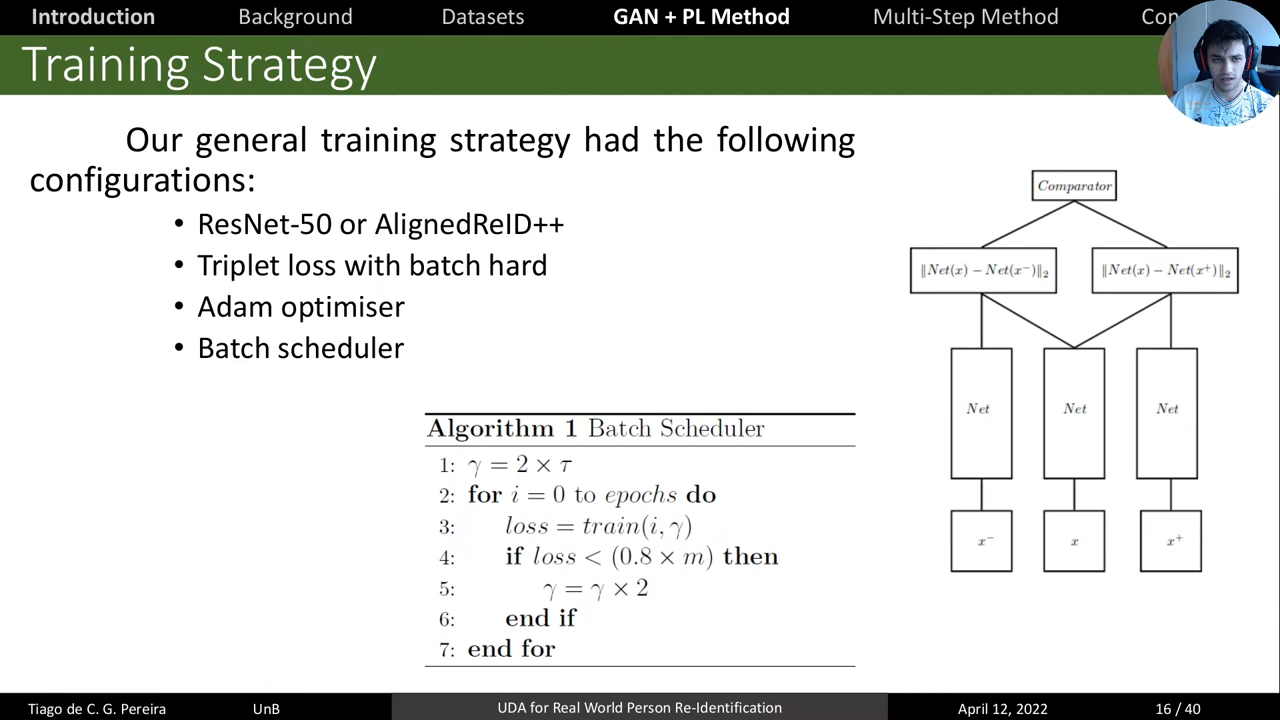 Introduction Background Datasets GAN + PL Method Multi-Step Method Con
Training Strategy
Our general training strategy had the following
configurations:
• ResNet-50 or AlignedReID++
• Triplet loss with batch hard
• Adam optimiser
• Batch scheduler
Algorithm 1 Batch Scheduler
1: γ = 2 × τ
2: for i = 0 to epochs do
3: loss = train(i, γ)
4: if loss < (0.8 × m) then
5: γ = γ × 2
6: end if
7: end for
Comparator
‖Net(x) − Net(x⁻)‖₂ ‖Net(x) − Net(x⁺)‖₂
Net Net Net
x⁻ x x⁺
Tiago de C. G. Pereira UnB UDA for Real World Person Re-Identification April 12, 2022 16 / 40